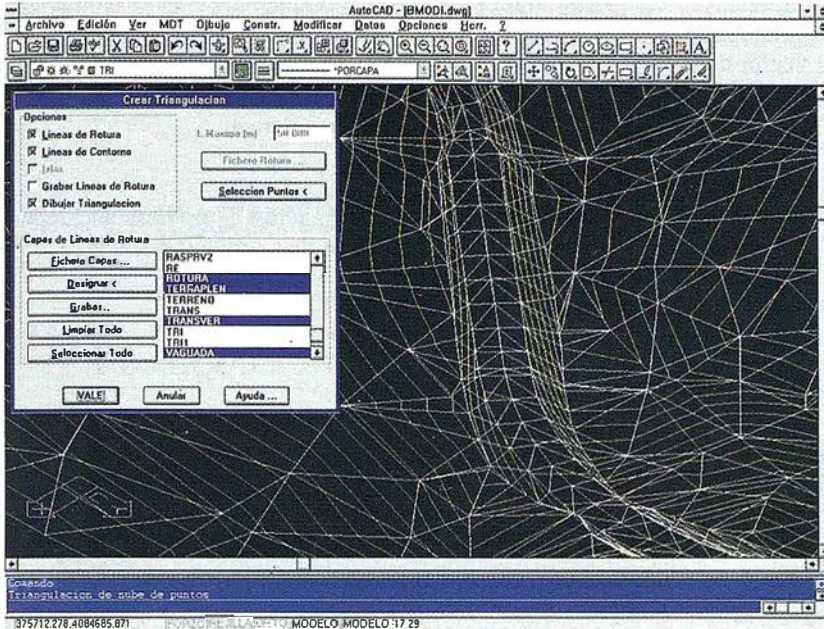 AutoCAD - [BMODI.dwg]
Archivo Edición Ver MDT Dibujo Constr. Modificar Datos Opciones Herr. ?
TRI
*PORCAPA
Crear Triangulacion
Opciones
Lineas de Rotura
Lineas de Contorno
Islas
Grabar Lineas de Rotura
Dibujar Triangulacion
L Maxima (m)
Fichero Rotura ...
Seleccion Puntos <
Capas de Lineas de Rotura
Fichero Capas ...
Designar <
Grabar..
Limpiar Todo
Seleccionar Todo
RASPRV2
RE
ROTURA
TERRAPLEN
TERRENO
TRANS
TRANSVER
TRI
TRI1
VAGUADA
VALE!
Anular
Ayuda ...
Comando
Triangulacion de nube de puntos
375712.278,4084685.871
MODELO MODELO 17:29